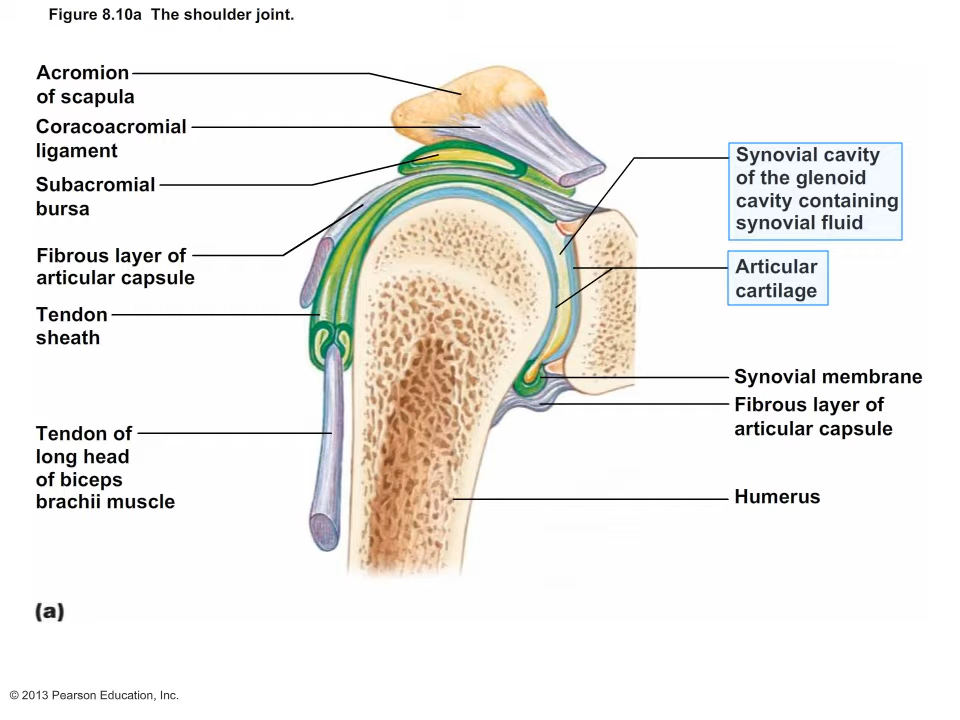 Figure 8.10a  The shoulder joint.
Acromion
of scapula
Coracoacromial
ligament
Subacromial
bursa
Fibrous layer of
articular capsule
Tendon
sheath
Tendon of
long head
of biceps
brachii muscle
Synovial cavity
of the glenoid
cavity containing
synovial fluid
Articular
cartilage
Synovial membrane
Fibrous layer of
articular capsule
Humerus
(a)
© 2013 Pearson Education, Inc.